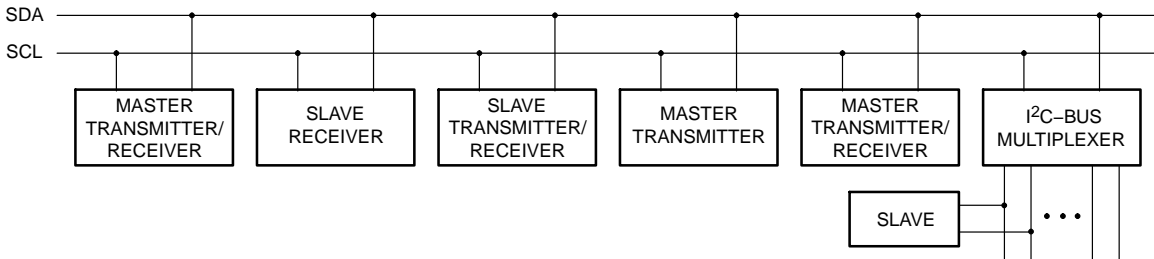 SDA
SCL
MASTER
TRANSMITTER/
RECEIVER
SLAVE
RECEIVER
SLAVE
TRANSMITTER/
RECEIVER
MASTER
TRANSMITTER
MASTER
TRANSMITTER/
RECEIVER
I²C–BUS
MULTIPLEXER
SLAVE